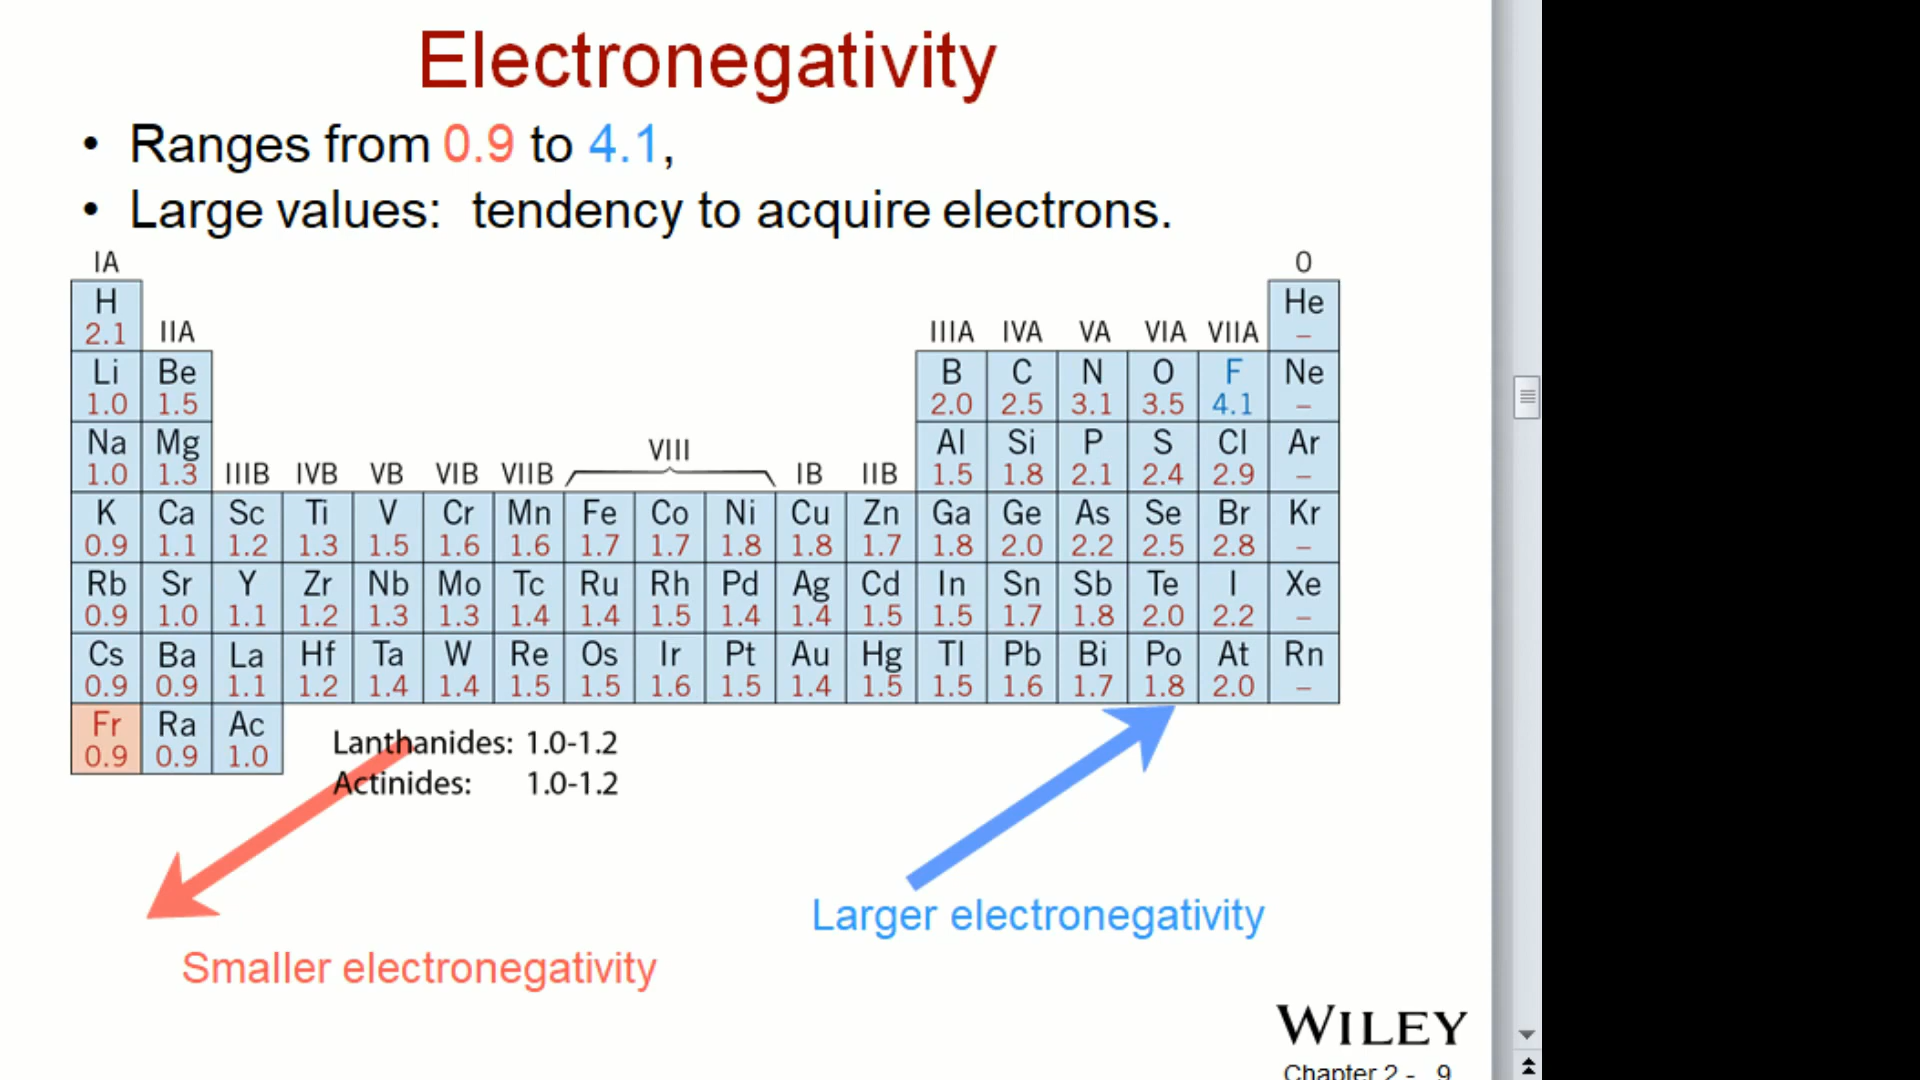 Electronegativity
• Ranges from 0.9 to 4.1,
• Large values: tendency to acquire electrons.
IA 0
H He
2.1 IIA IIIA IVA VA VIA VIIA –
Li Be B C N O F Ne
1.0 1.5 2.0 2.5 3.1 3.5 4.1 –
Na Mg VIII Al Si P S Cl Ar
1.0 1.3 IIIB IVB VB VIB VIIB IB IIB 1.5 1.8 2.1 2.4 2.9 –
K Ca Sc Ti V Cr Mn Fe Co Ni Cu Zn Ga Ge As Se Br Kr
0.9 1.1 1.2 1.3 1.5 1.6 1.6 1.7 1.7 1.8 1.8 1.7 1.8 2.0 2.2 2.5 2.8 –
Rb Sr Y Zr Nb Mo Tc Ru Rh Pd Ag Cd In Sn Sb Te I Xe
0.9 1.0 1.1 1.2 1.3 1.3 1.4 1.4 1.5 1.4 1.4 1.5 1.5 1.7 1.8 2.0 2.2 –
Cs Ba La Hf Ta W Re Os Ir Pt Au Hg Tl Pb Bi Po At Rn
0.9 0.9 1.1 1.2 1.4 1.4 1.5 1.5 1.6 1.5 1.4 1.5 1.5 1.6 1.7 1.8 2.0 –
Fr Ra Ac
0.9 0.9 1.0
Lanthanides: 1.0-1.2
Actinides: 1.0-1.2
Larger electronegativity
Smaller electronegativity
WILEY
Chapter 2 - 9